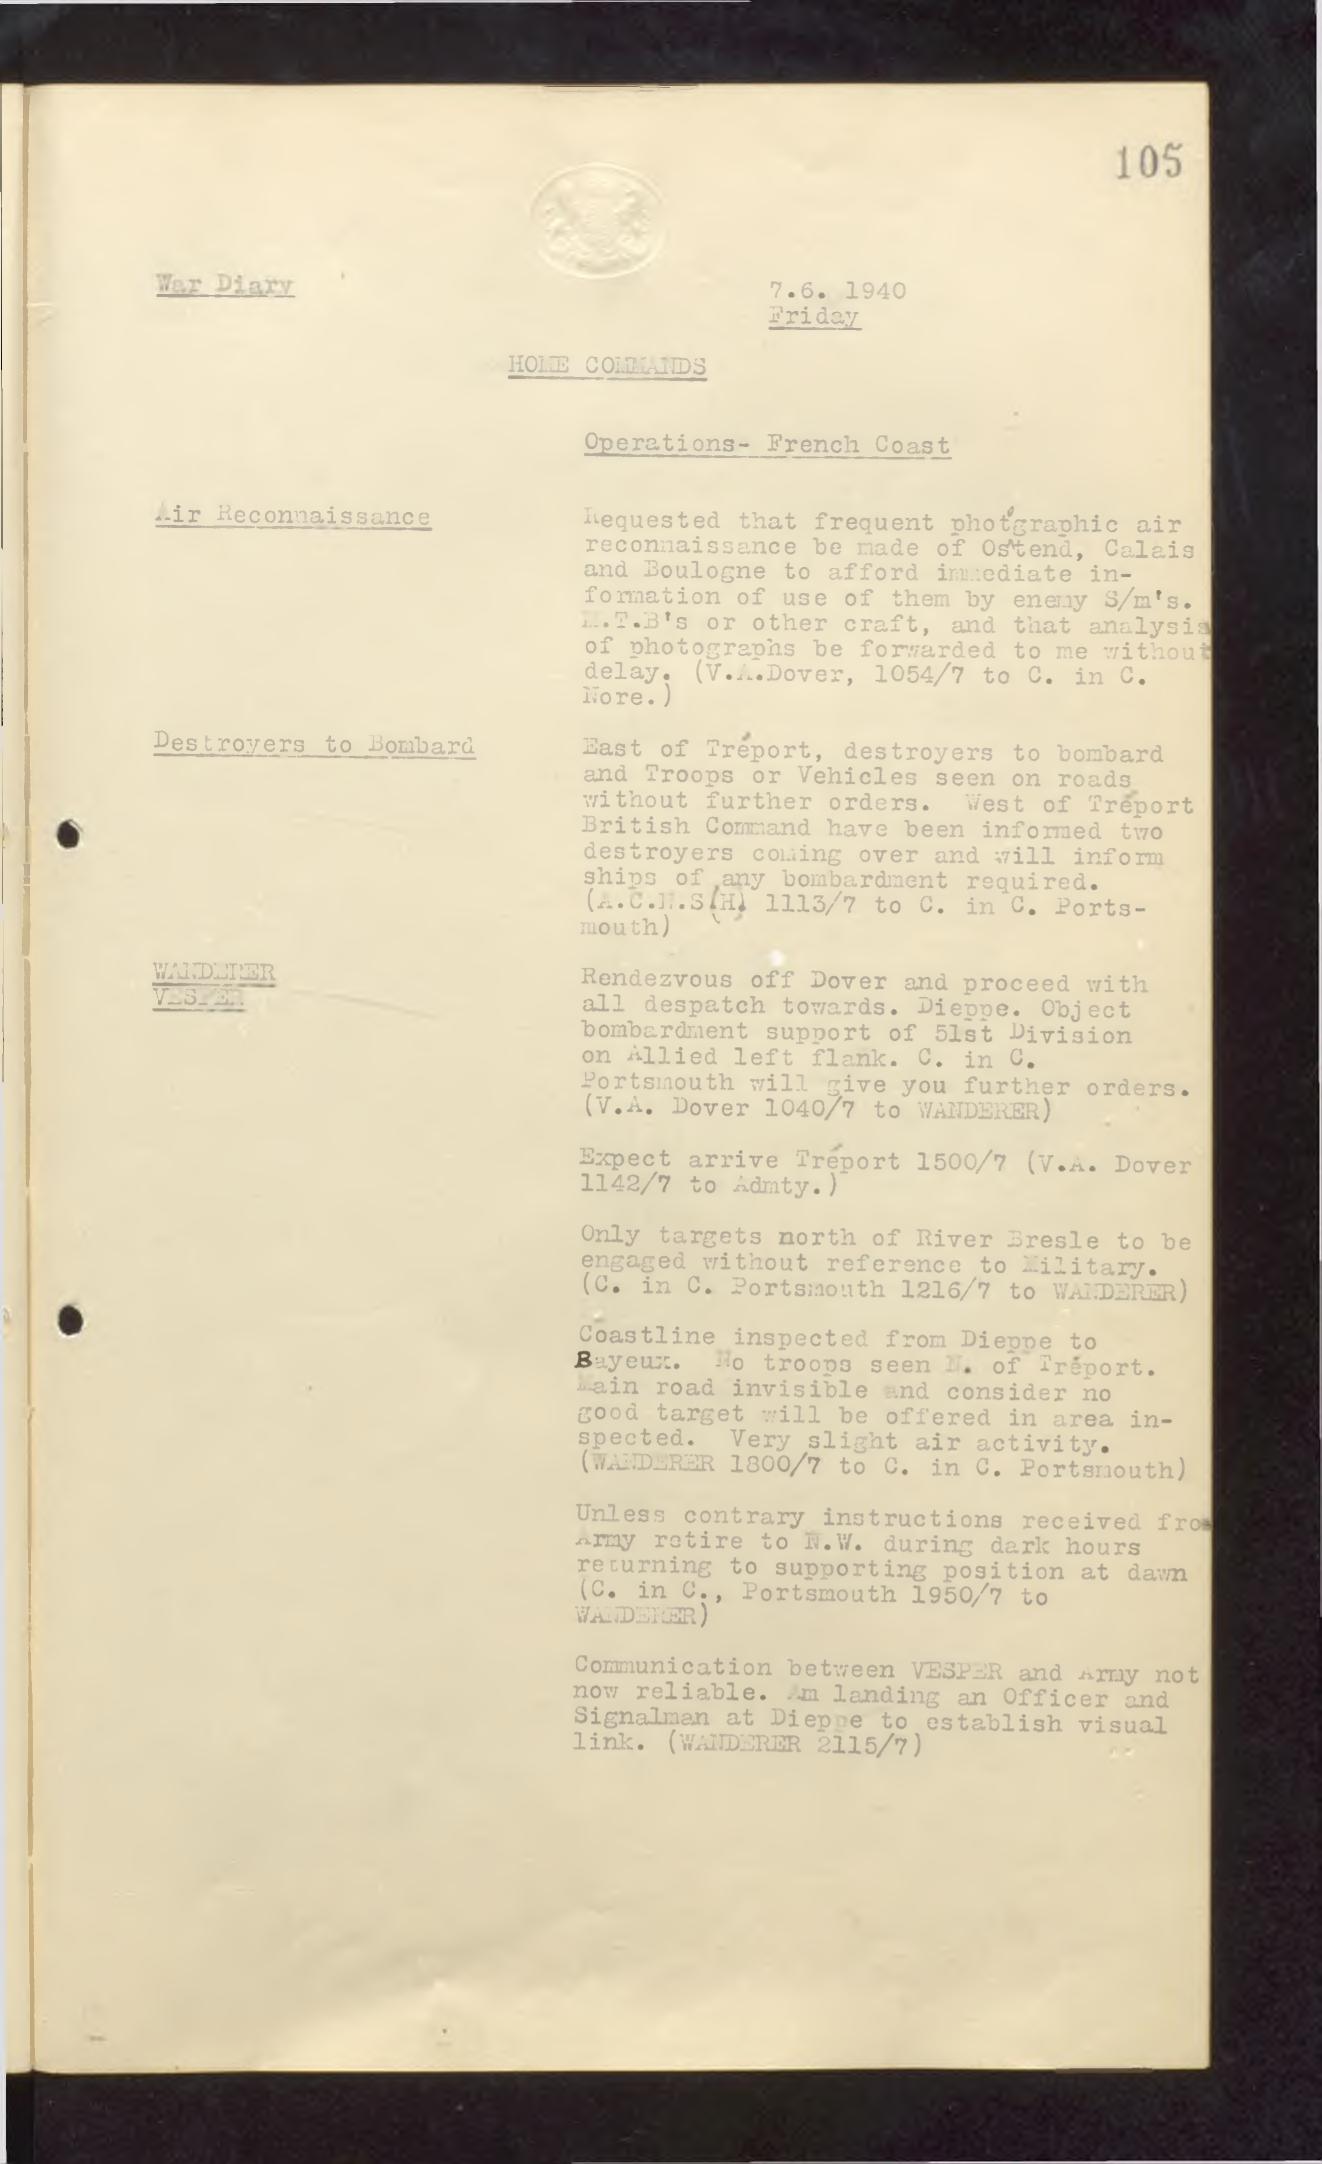 105
War Diary
7.6. 1940
Friday
HOME COMMANDS
Operations- French Coast
Air Reconnaissance
Requested that frequent photgraphic air
reconnaissance be made of Ostend, Calais
and Boulogne to afford immediate in-
formation of use of them by enemy S/m's.
M.T.B's or other craft, and that analysis
of photographs be forwarded to me without
delay. (V.A.Dover, 1054/7 to C. in C.
Nore.)
Destroyers to Bombard
East of Tréport, destroyers to bombard
and Troops or Vehicles seen on roads
without further orders. West of Tréport
British Command have been informed two
destroyers coming over and will inform
ships of any bombardment required.
(A.C.N.S.(H) 1113/7 to C. in C. Ports-
mouth)
WANDERER
VESPER
Rendezvous off Dover and proceed with
all despatch towards. Dieppe. Object
bombardment support of 51st Division
on Allied left flank. C. in C.
Portsmouth will give you further orders.
(V.A. Dover 1040/7 to WANDERER)
Expect arrive Tréport 1500/7 (V.A. Dover
1142/7 to Admty.)
Only targets north of River Bresle to be
engaged without reference to Military.
(C. in C. Portsmouth 1216/7 to WANDERER)
Coastline inspected from Dieppe to
Bayeux. No troops seen N. of Tréport.
Main road invisible and consider no
good target will be offered in area in-
spected. Very slight air activity.
(WANDERER 1800/7 to C. in C. Portsmouth)
Unless contrary instructions received from
Army retire to N.W. during dark hours
returning to supporting position at dawn
(C. in C., Portsmouth 1950/7 to
WANDERER)
Communication between VESPER and Army not
now reliable. Am landing an Officer and
Signalman at Dieppe to establish visual
link. (WANDERER 2115/7)